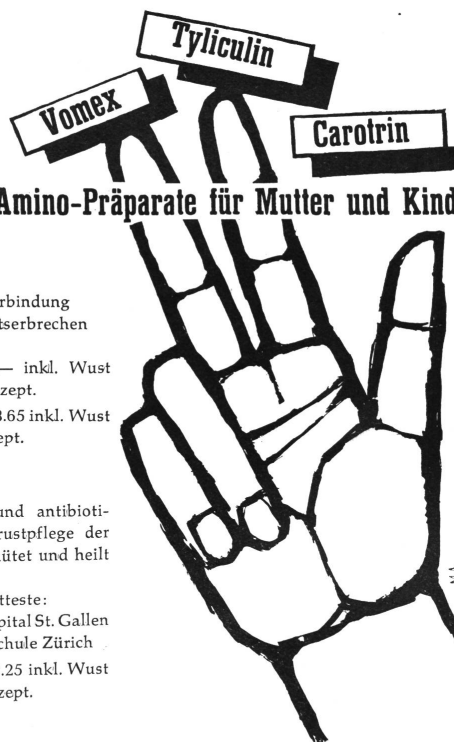 Tyliculin
Vomex
Carotrin
Amino-Präparate für Mutter und Kind
rbindung
tserbrechen
— inkl. Wust
zept.
.65 inkl. Wust
ept.
und antibioti-
rustpflege der
ütet und heilt
tteste:
pital St. Gallen
chule Zürich
.25 inkl. Wust
zept.